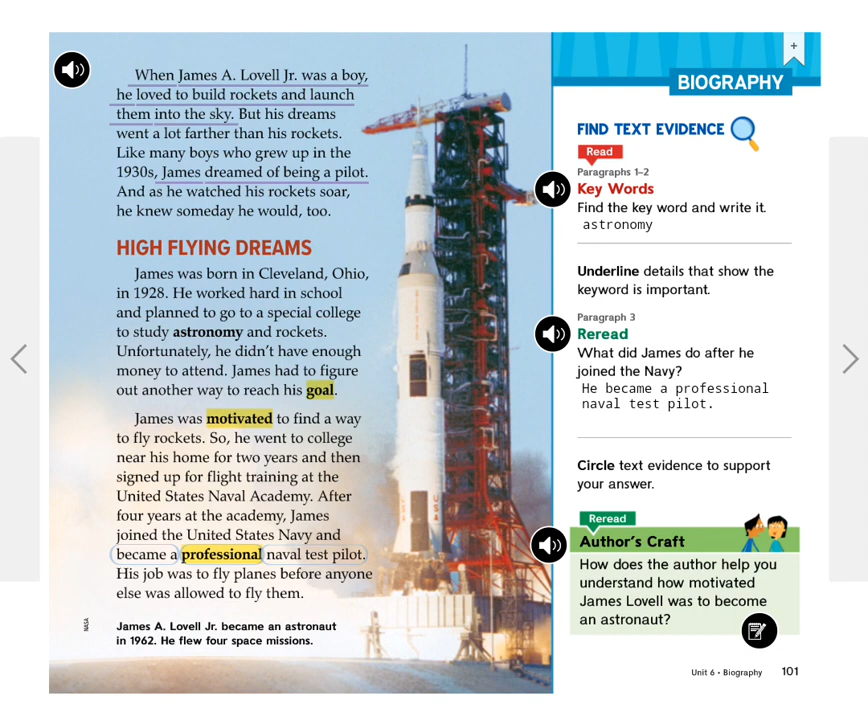 When James A. Lovell Jr. was a boy,
he loved to build rockets and launch
them into the sky. But his dreams
went a lot farther than his rockets.
Like many boys who grew up in the
1930s, James dreamed of being a pilot.
And as he watched his rockets soar,
he knew someday he would, too.
HIGH FLYING DREAMS
James was born in Cleveland, Ohio,
in 1928. He worked hard in school
and planned to go to a special college
to study astronomy and rockets.
Unfortunately, he didn't have enough
money to attend. James had to figure
out another way to reach his goal.
James was motivated to find a way
to fly rockets. So, he went to college
near his home for two years and then
signed up for flight training at the
United States Naval Academy. After
four years at the academy, James
joined the United States Navy and
became a professional naval test pilot.
His job was to fly planes before anyone
else was allowed to fly them.
James A. Lovell Jr. became an astronaut
in 1962. He flew four space missions.
NASA
USA
+
BIOGRAPHY
FIND TEXT EVIDENCE
Read
Paragraphs 1–2
Key Words
Find the key word and write it.
astronomy
Underline details that show the
keyword is important.
Paragraph 3
Reread
What did James do after he
joined the Navy?
He became a professional
naval test pilot.
Circle text evidence to support
your answer.
Reread
Author's Craft
How does the author help you
understand how motivated
James Lovell was to become
an astronaut?
Unit 6 • Biography 101